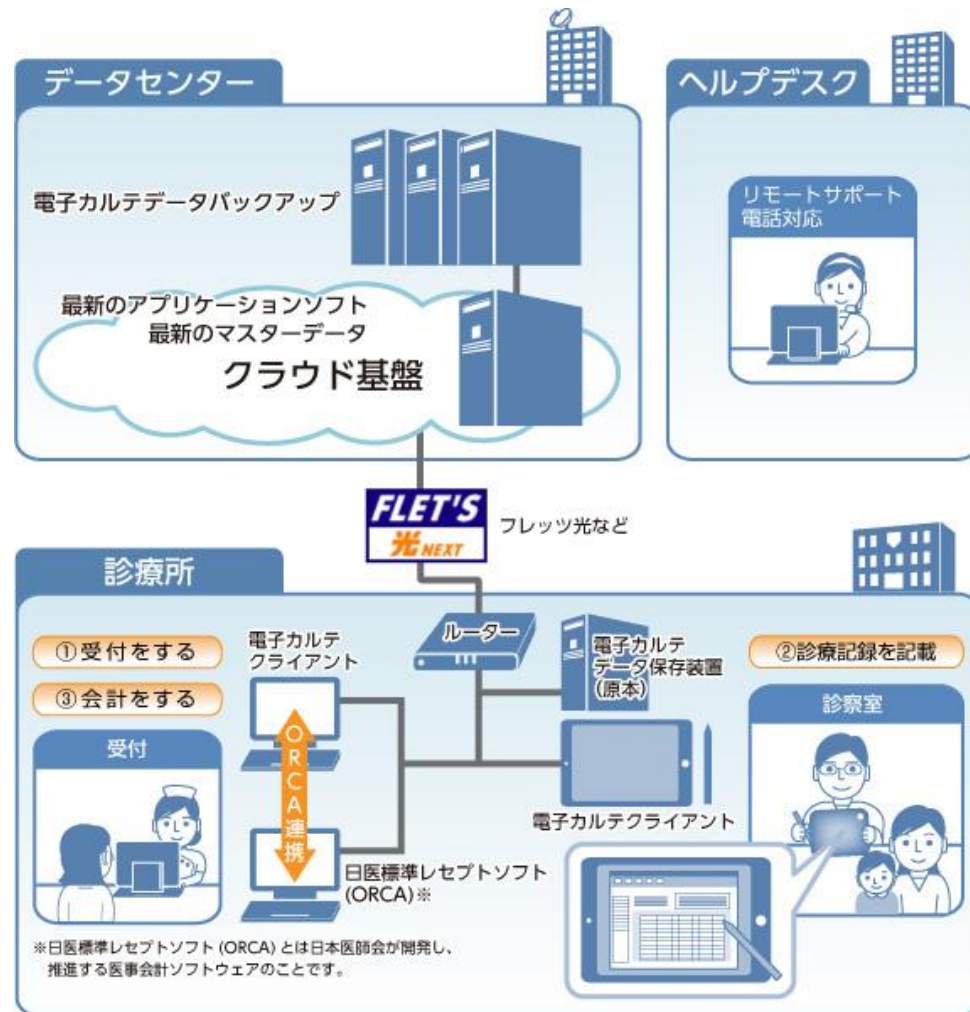 データセンター
電子カルテデータバックアップ
最新のアプリケーションソフト
最新のマスターデータ
クラウド基盤
ヘルプデスク
リモートサポート
電話対応
FLET'S
光NEXT
フレッツ光など
診療所
①受付をする
③会計をする
受付
電子カルテ
クライアント
ORCA連携
日医標準レセプトソフト
(ORCA)※
ルーター
電子カルテ
データ保存装置
(原本)
電子カルテクライアント
②診療記録を記載
診察室
※日医標準レセプトソフト (ORCA) とは日本医師会が開発し、
推進する医事会計ソフトウェアのことです。